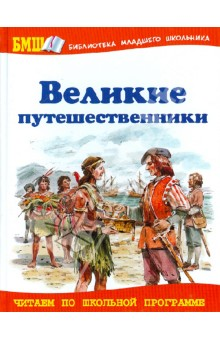 БМШ БИБЛИОТЕКА МЛАДШЕГО ШКОЛЬНИКА
Великие
путешественники
ЧИТАЕМ ПО ШКОЛЬНОЙ ПРОГРАММЕ